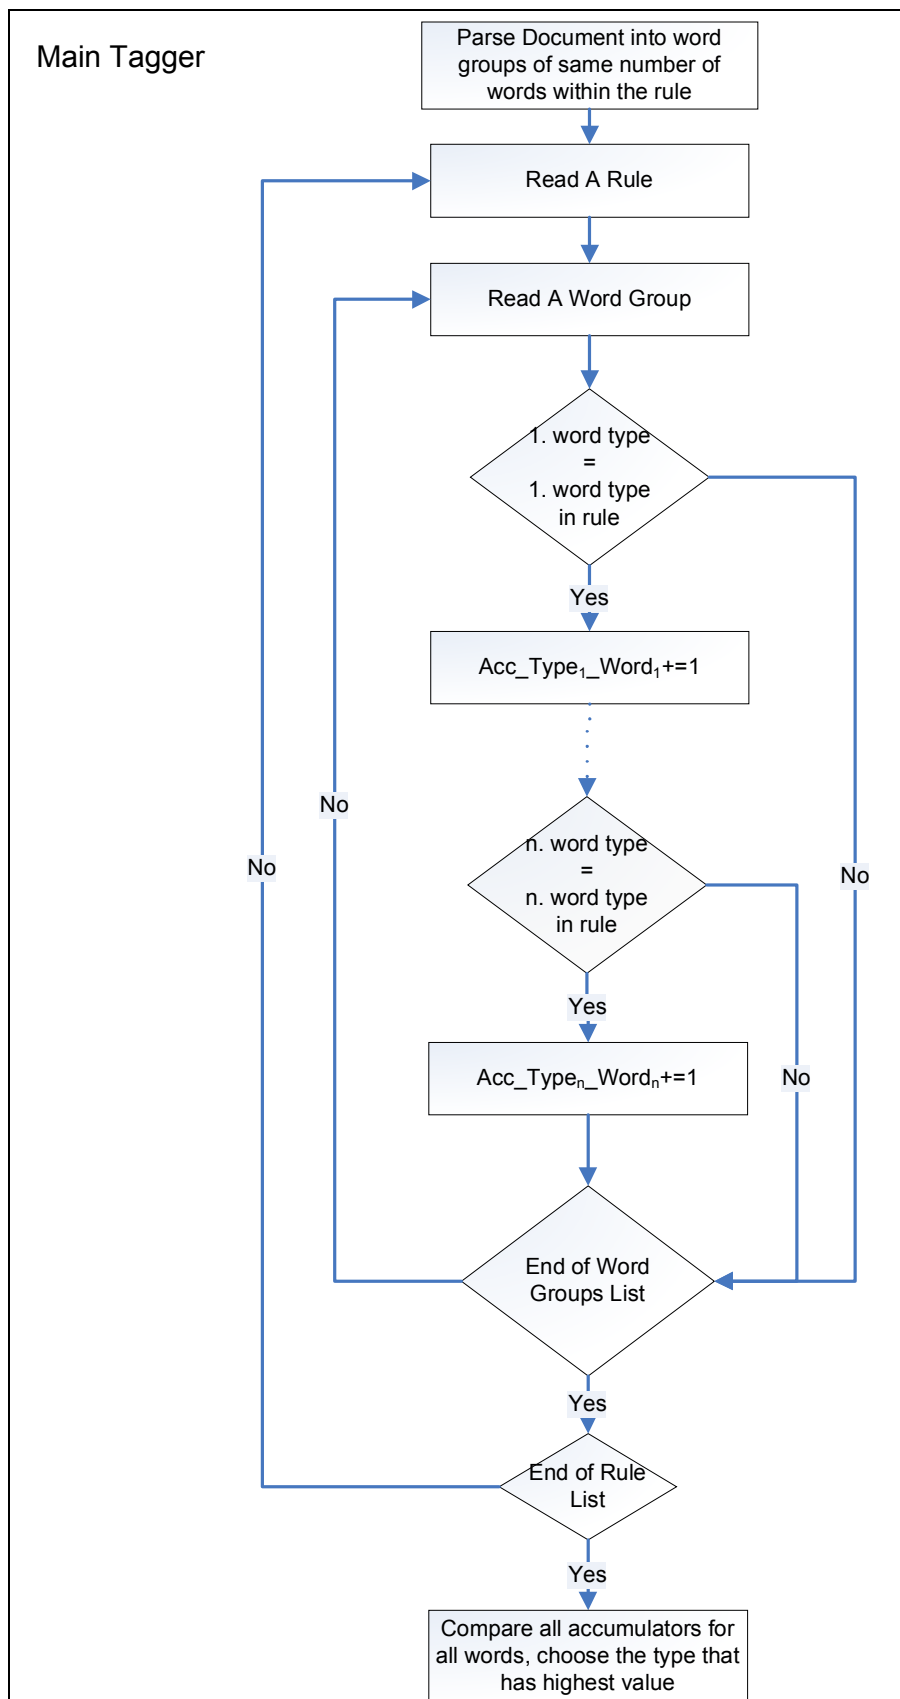 Main Tagger
Parse Document into word
groups of same number of
words within the rule
Read A Rule
Read A Word Group
1. word type
=
1. word type
in rule
Yes
Acc_Type₁_Word₁+=1
No
n. word type
=
n. word type
in rule
No
No
Yes
Acc_Typeₙ_Wordₙ+=1
No
End of Word
Groups List
Yes
End of Rule
List
Yes
Compare all accumulators for
all words, choose the type that
has highest value